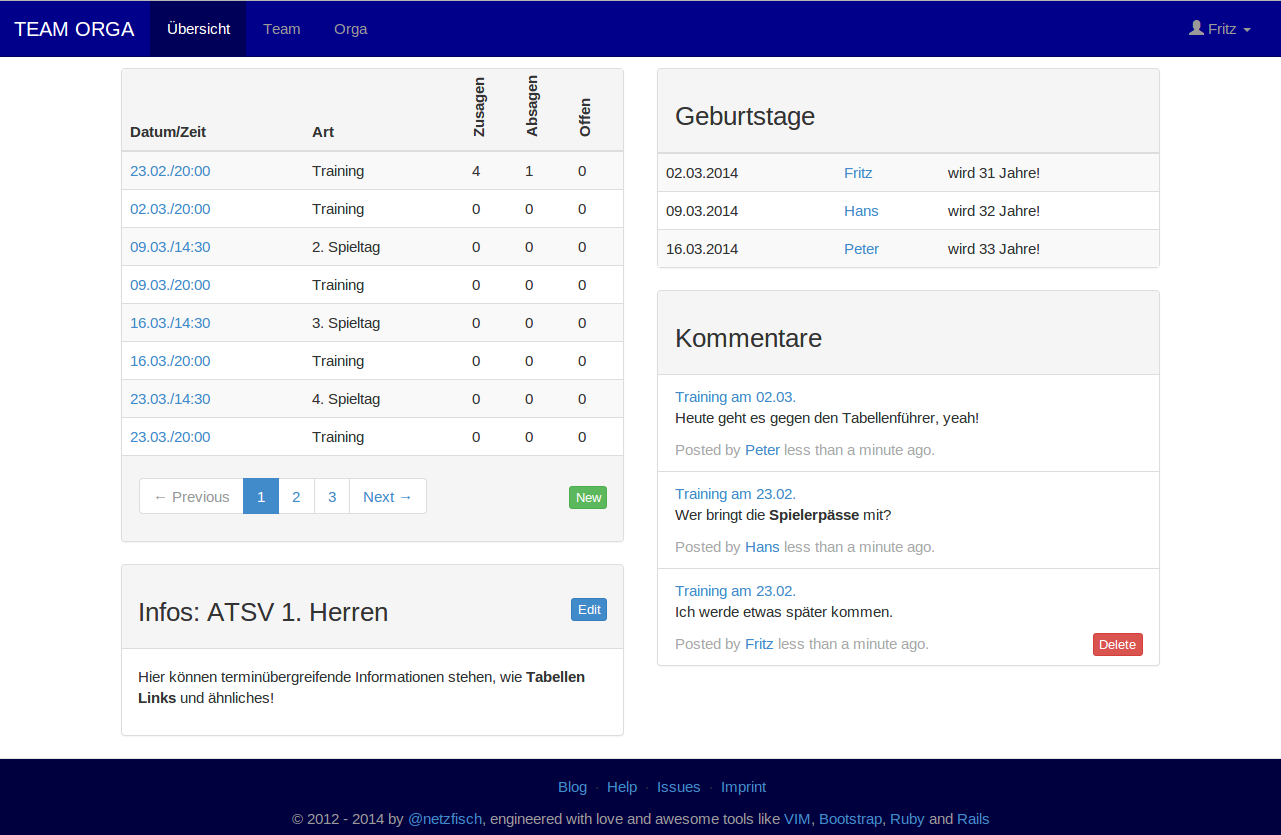 TEAM ORGA Übersicht Team Orga Fritz
Datum/Zeit Art Zusagen Absagen Offen
23.02./20:00 Training 4 1 0
02.03./20:00 Training 0 0 0
09.03./14:30 2. Spieltag 0 0 0
09.03./20:00 Training 0 0 0
16.03./14:30 3. Spieltag 0 0 0
16.03./20:00 Training 0 0 0
23.03./14:30 4. Spieltag 0 0 0
23.03./20:00 Training 0 0 0
← Previous 1 2 3 Next → New
Infos: ATSV 1. Herren Edit
Hier können terminübergreifende Informationen stehen, wie Tabellen
Links und ähnliches!
Geburtstage
02.03.2014 Fritz wird 31 Jahre!
09.03.2014 Hans wird 32 Jahre!
16.03.2014 Peter wird 33 Jahre!
Kommentare
Training am 02.03.
Heute geht es gegen den Tabellenführer, yeah!
Posted by Peter less than a minute ago.
Training am 23.02.
Wer bringt die Spielerpässe mit?
Posted by Hans less than a minute ago.
Training am 23.02.
Ich werde etwas später kommen.
Posted by Fritz less than a minute ago. Delete
Blog · Help · Issues · Imprint
© 2012 - 2014 by @netzfisch, engineered with love and awesome tools like VIM, Bootstrap, Ruby and Rails